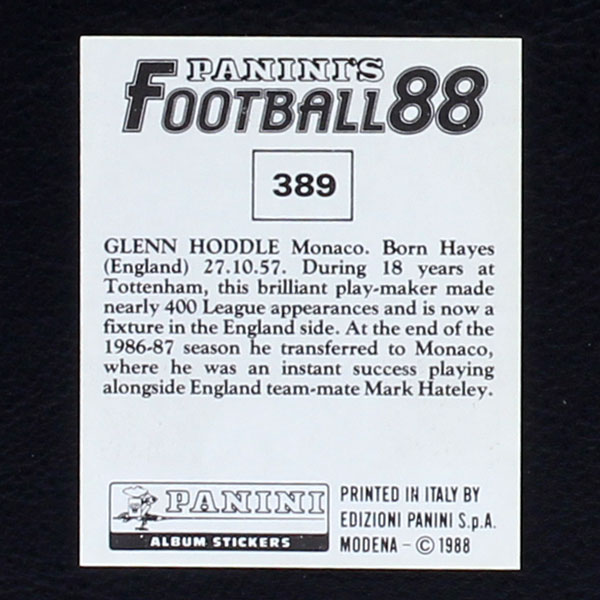 PANINI'S
FOOTBALL 88
389
GLENN HODDLE Monaco. Born Hayes
(England) 27.10.57. During 18 years at
Tottenham, this brilliant play-maker made
nearly 400 League appearances and is now a
fixture in the England side. At the end of the
1986-87 season he transferred to Monaco,
where he was an instant success playing
alongside England team-mate Mark Hateley.
PANINI
ALBUM STICKERS
PRINTED IN ITALY BY
EDIZIONI PANINI S.p.A.
MODENA - © 1988